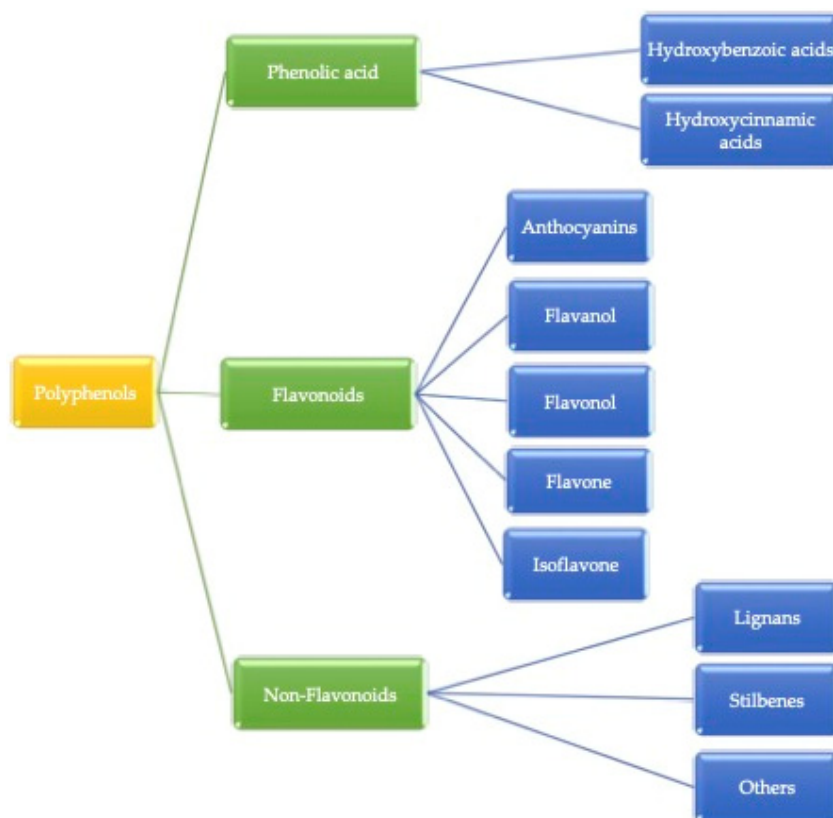 Phenolic acid
Hydroxybenzoic acids
Hydroxycinnamic
acids
Polyphenols
Flavonoids
Anthocyanins
Flavanol
Flavonol
Flavone
Isoflavone
Non-Flavonoids
Lignans
Stilbenes
Others